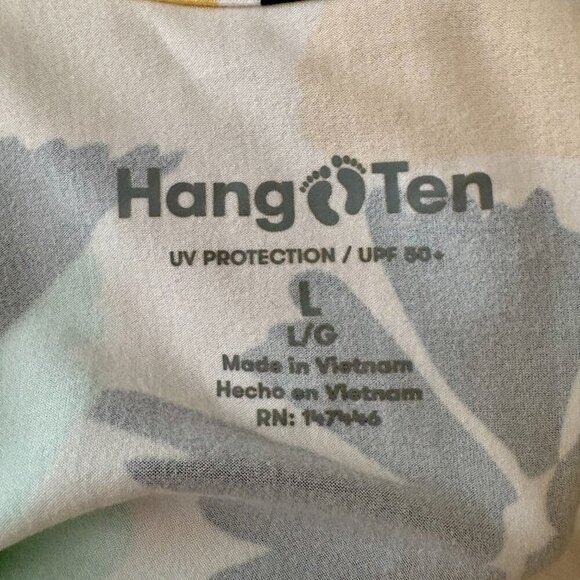 Hang Ten
UV PROTECTION / UPF 50+
L
L/G
Made in Vietnam
Hecho en Vietnam
RN: 147446